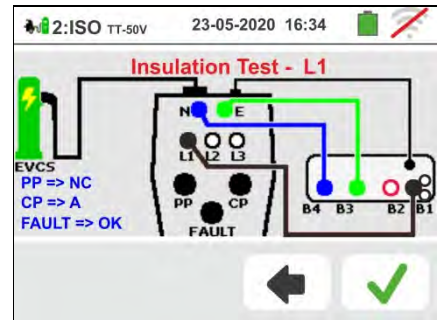 2:ISO TT-50V 23-05-2020 16:34
Insulation Test - L1
N E
L1 L2 L3
EVCS
PP => NC
CP => A
FAULT => OK
PP CP
FAULT
B4 B3 B2 B1